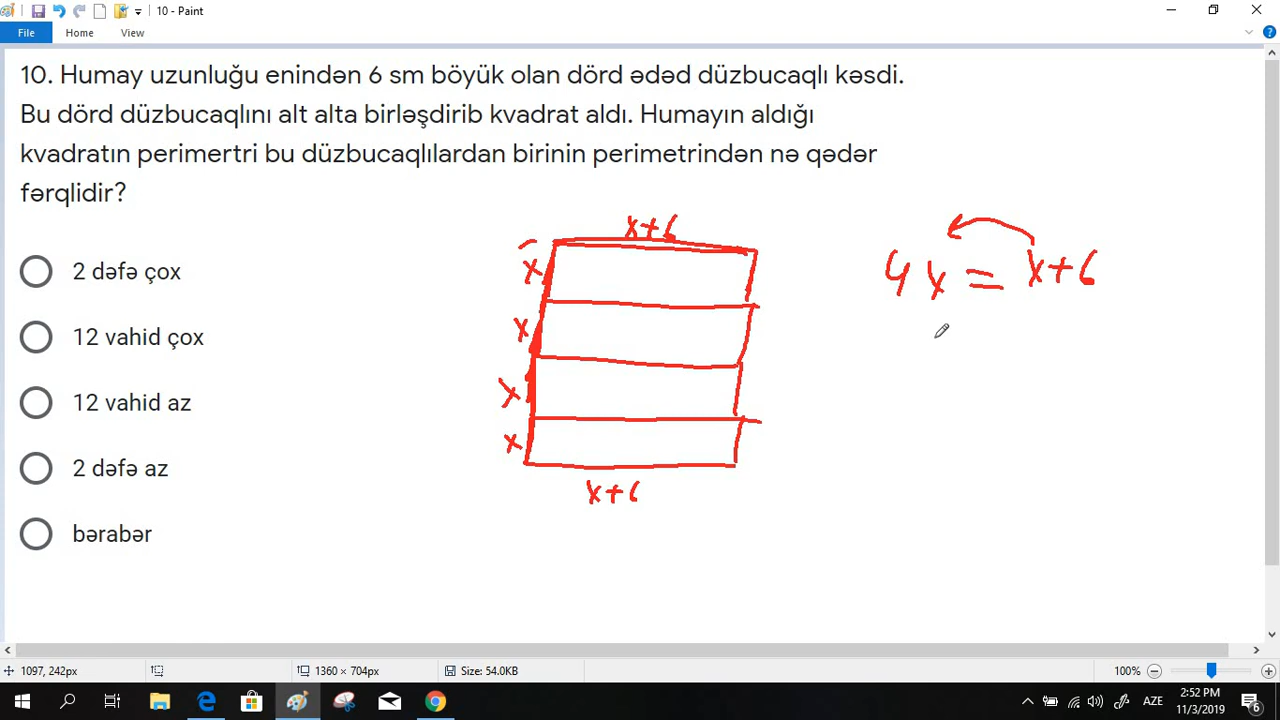 10 - Paint
File Home View
10. Humay uzunluğu enindən 6 sm böyük olan dörd ədəd düzbucaqlı kəsdi.
Bu dörd düzbucaqlını alt alta birləşdirib kvadrat aldı. Humayın aldığı
kvadratın perimertri bu düzbucaqlılardan birinin perimetrindən nə qədər
fərqlidir?
2 dəfə çox
12 vahid çox
12 vahid az
2 dəfə az
bərabər
x+6
x
x
x
x
x+6
4x = x+6
1097, 242px
1360 × 704px
Size: 54.0KB
100%
AZE
2:52 PM
11/3/2019
6